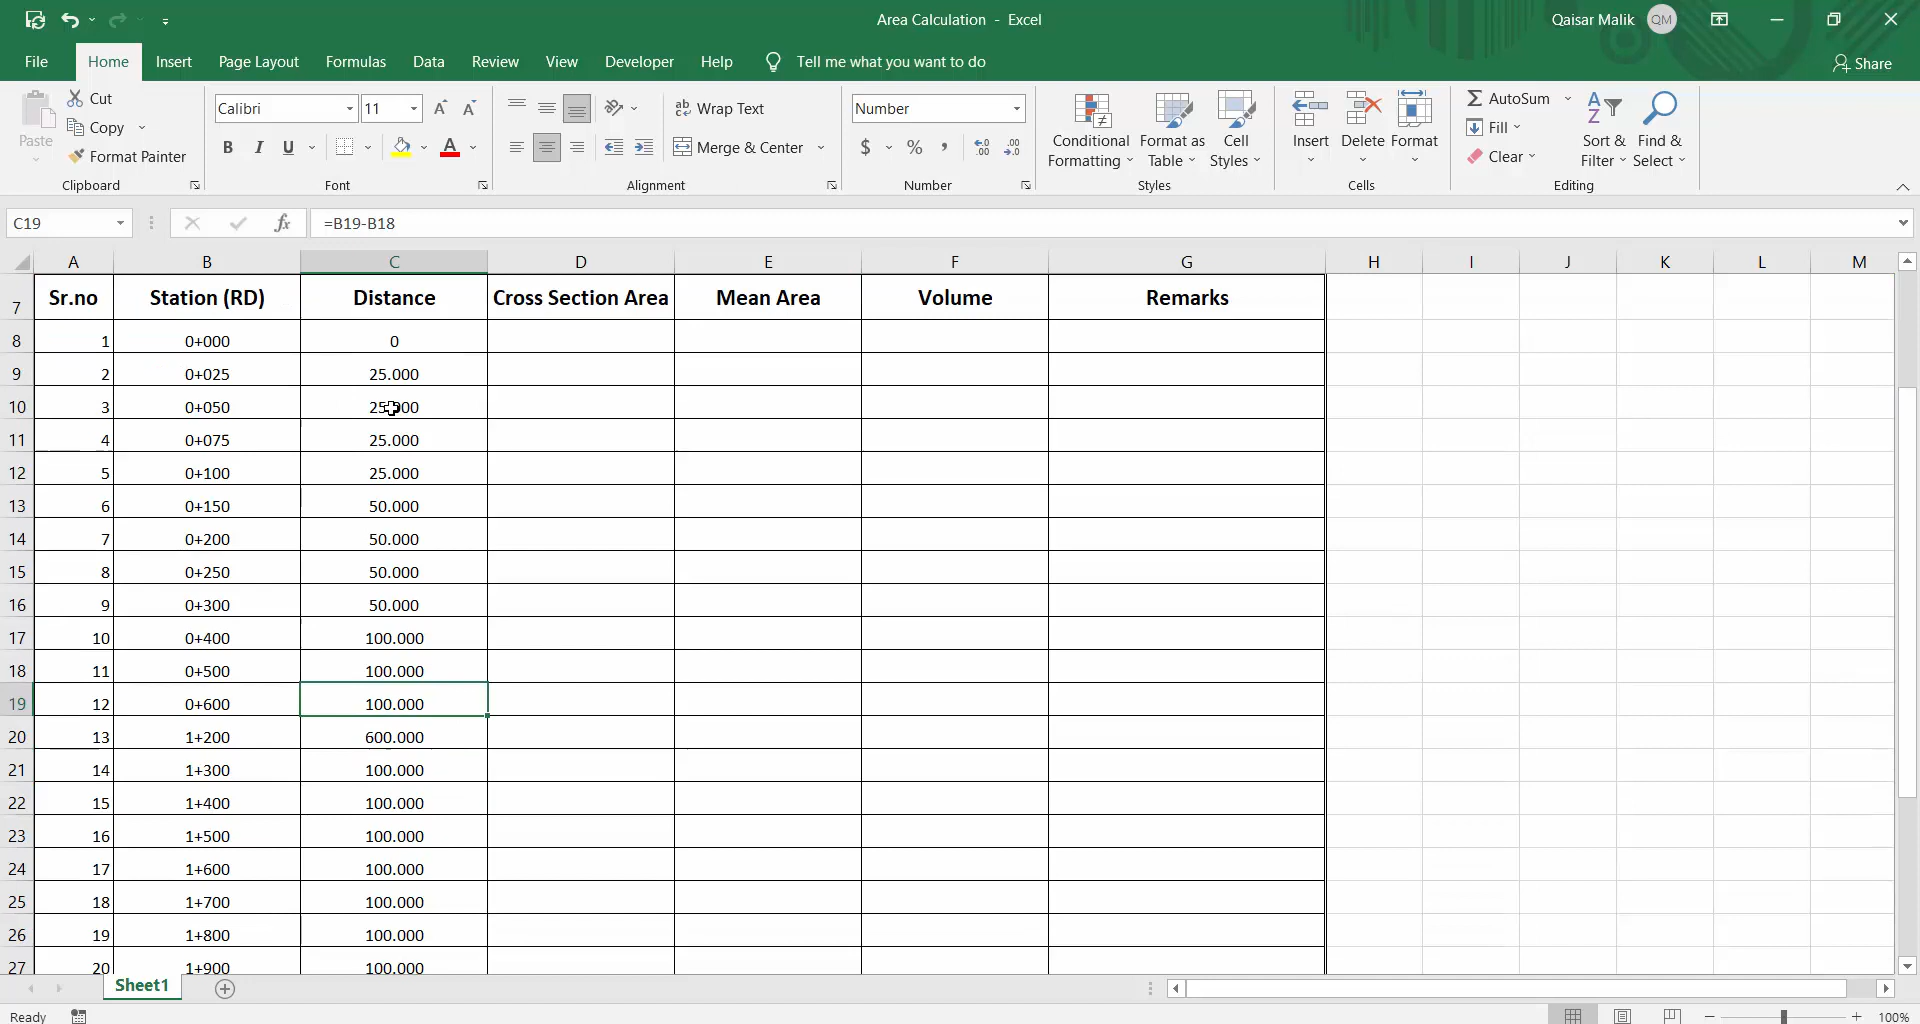 Area Calculation - Excel
Qaisar Malik QM
File Home Insert Page Layout Formulas Data Review View Developer Help Tell me what you want to do Share
Paste
Cut
Copy
Format Painter
Clipboard
Calibri 11
B I U
Font
Wrap Text
Merge & Center
Alignment
Number
$ % ,
Number
Conditional Formatting
Format as Table
Cell Styles
Styles
Insert Delete Format
Cells
AutoSum
Fill
Clear
Sort & Filter
Find & Select
Editing
C19 fx =B19-B18
A B C D E F G H I J K L M
7 Sr.no Station (RD) Distance Cross Section Area Mean Area Volume Remarks
8 1 0+000 0
9 2 0+025 25.000
10 3 0+050 25.000
11 4 0+075 25.000
12 5 0+100 25.000
13 6 0+150 50.000
14 7 0+200 50.000
15 8 0+250 50.000
16 9 0+300 50.000
17 10 0+400 100.000
18 11 0+500 100.000
19 12 0+600 100.000
20 13 1+200 600.000
21 14 1+300 100.000
22 15 1+400 100.000
23 16 1+500 100.000
24 17 1+600 100.000
25 18 1+700 100.000
26 19 1+800 100.000
27 20 1+900 100.000
Sheet1
Ready
100%